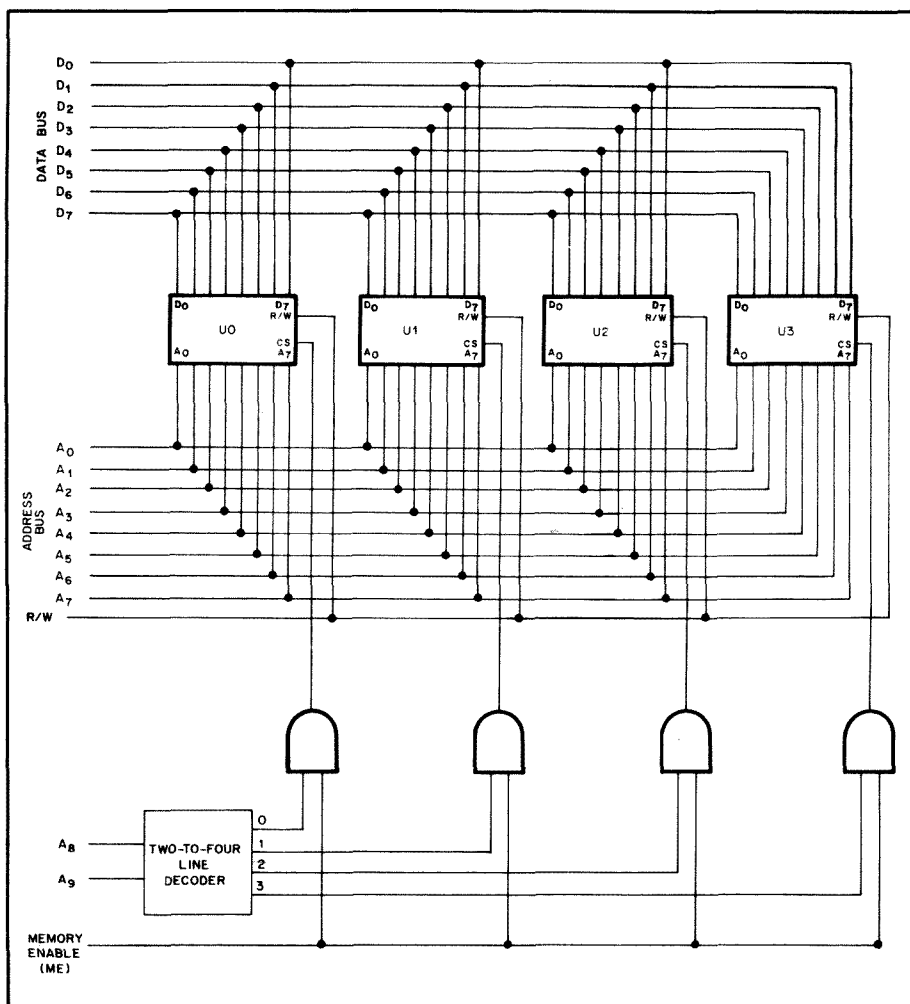 DATA BUS
D0
D1
D2
D3
D4
D5
D6
D7
D0 D7
R/W
U0
CS
A0 A7
D0 D7
R/W
U1
CS
A0 A7
D0 D7
R/W
U2
CS
A0 A7
D0 D7
R/W
U3
CS
A0 A7
ADDRESS
BUS
A0
A1
A2
A3
A4
A5
A6
A7
R/W
A8
A9
TWO-TO-FOUR
LINE
DECODER
0
1
2
3
MEMORY
ENABLE
(ME)